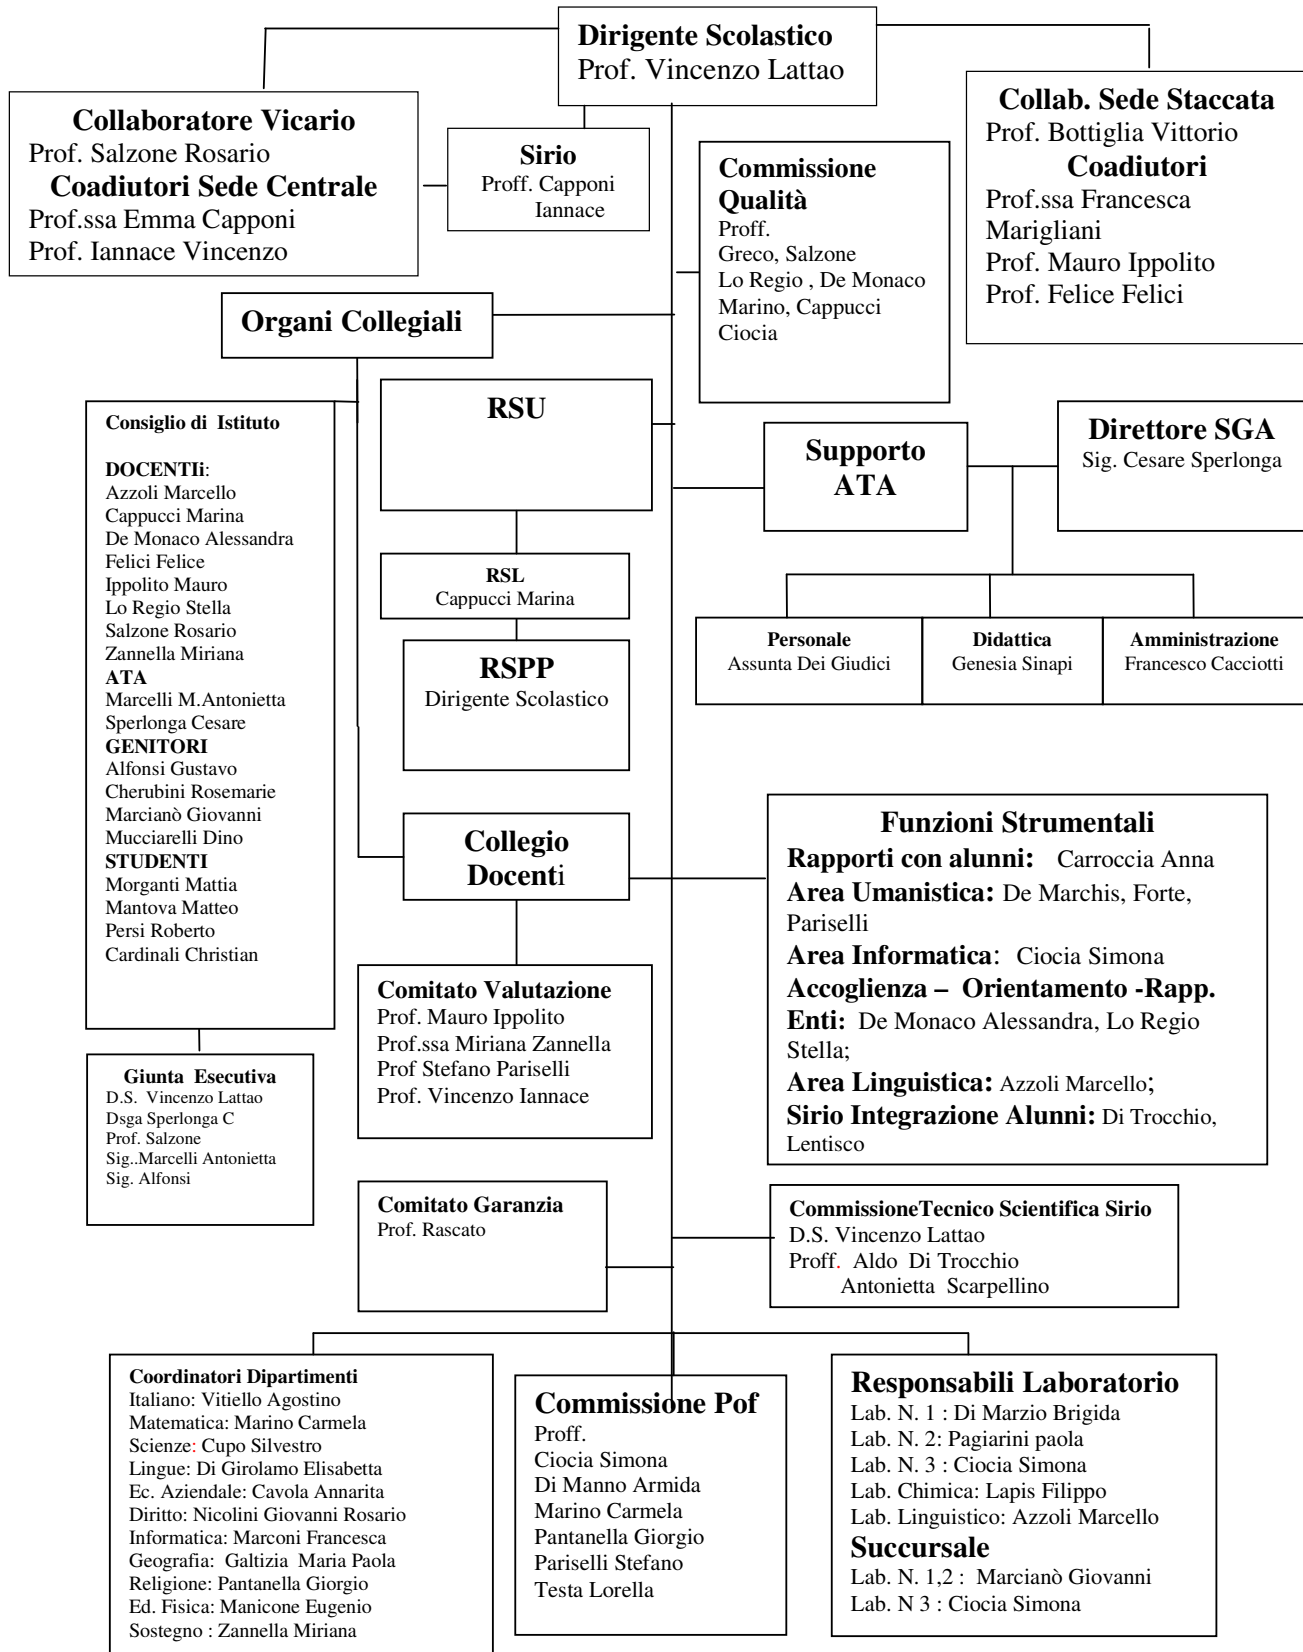 Dirigente Scolastico
Prof. Vincenzo Lattao
Collaboratore Vicario
Prof. Salzone Rosario
Coadiutori Sede Centrale
Prof.ssa Emma Capponi
Prof. Iannace Vincenzo
Sirio
Proff. Capponi
Iannace
Commissione
Qualità
Proff.
Greco, Salzone
Lo Regio , De Monaco
Marino, Cappucci
Ciocia
Collab. Sede Staccata
Prof. Bottiglia Vittorio
Coadiutori
Prof.ssa Francesca
Marigliani
Prof. Mauro Ippolito
Prof. Felice Felici
Organi Collegiali
Consiglio di Istituto
DOCENTIi:
Azzoli Marcello
Cappucci Marina
De Monaco Alessandra
Felici Felice
Ippolito Mauro
Lo Regio Stella
Salzone Rosario
Zannella Miriana
ATA
Marcelli M.Antonietta
Sperlonga Cesare
GENITORI
Alfonsi Gustavo
Cherubini Rosemarie
Marcianò Giovanni
Mucciarelli Dino
STUDENTI
Morganti Mattia
Mantova Matteo
Persi Roberto
Cardinali Christian
RSU
RSL
Cappucci Marina
RSPP
Dirigente Scolastico
Supporto
ATA
Direttore SGA
Sig. Cesare Sperlonga
Personale
Assunta Dei Giudici
Didattica
Genesia Sinapi
Amministrazione
Francesco Cacciotti
Collegio
Docenti
Funzioni Strumentali
Rapporti con alunni: Carroccia Anna
Area Umanistica: De Marchis, Forte,
Pariselli
Area Informatica: Ciocia Simona
Accoglienza – Orientamento -Rapp.
Enti: De Monaco Alessandra, Lo Regio
Stella;
Area Linguistica: Azzoli Marcello;
Sirio Integrazione Alunni: Di Trocchio,
Lentisco
Comitato Valutazione
Prof. Mauro Ippolito
Prof.ssa Miriana Zannella
Prof Stefano Pariselli
Prof. Vincenzo Iannace
Giunta Esecutiva
D.S. Vincenzo Lattao
Dsga Sperlonga C
Prof. Salzone
Sig..Marcelli Antonietta
Sig. Alfonsi
Comitato Garanzia
Prof. Rascato
CommissioneTecnico Scientifica Sirio
D.S. Vincenzo Lattao
Proff. Aldo Di Trocchio
Antonietta Scarpellino
Coordinatori Dipartimenti
Italiano: Vitiello Agostino
Matematica: Marino Carmela
Scienze: Cupo Silvestro
Lingue: Di Girolamo Elisabetta
Ec. Aziendale: Cavola Annarita
Diritto: Nicolini Giovanni Rosario
Informatica: Marconi Francesca
Geografia: Galtizia Maria Paola
Religione: Pantanella Giorgio
Ed. Fisica: Manicone Eugenio
Sostegno : Zannella Miriana
Commissione Pof
Proff.
Ciocia Simona
Di Manno Armida
Marino Carmela
Pantanella Giorgio
Pariselli Stefano
Testa Lorella
Responsabili Laboratorio
Lab. N. 1 : Di Marzio Brigida
Lab. N. 2: Pagiarini paola
Lab. N. 3 : Ciocia Simona
Lab. Chimica: Lapis Filippo
Lab. Linguistico: Azzoli Marcello
Succursale
Lab. N. 1,2 : Marcianò Giovanni
Lab. N 3 : Ciocia Simona